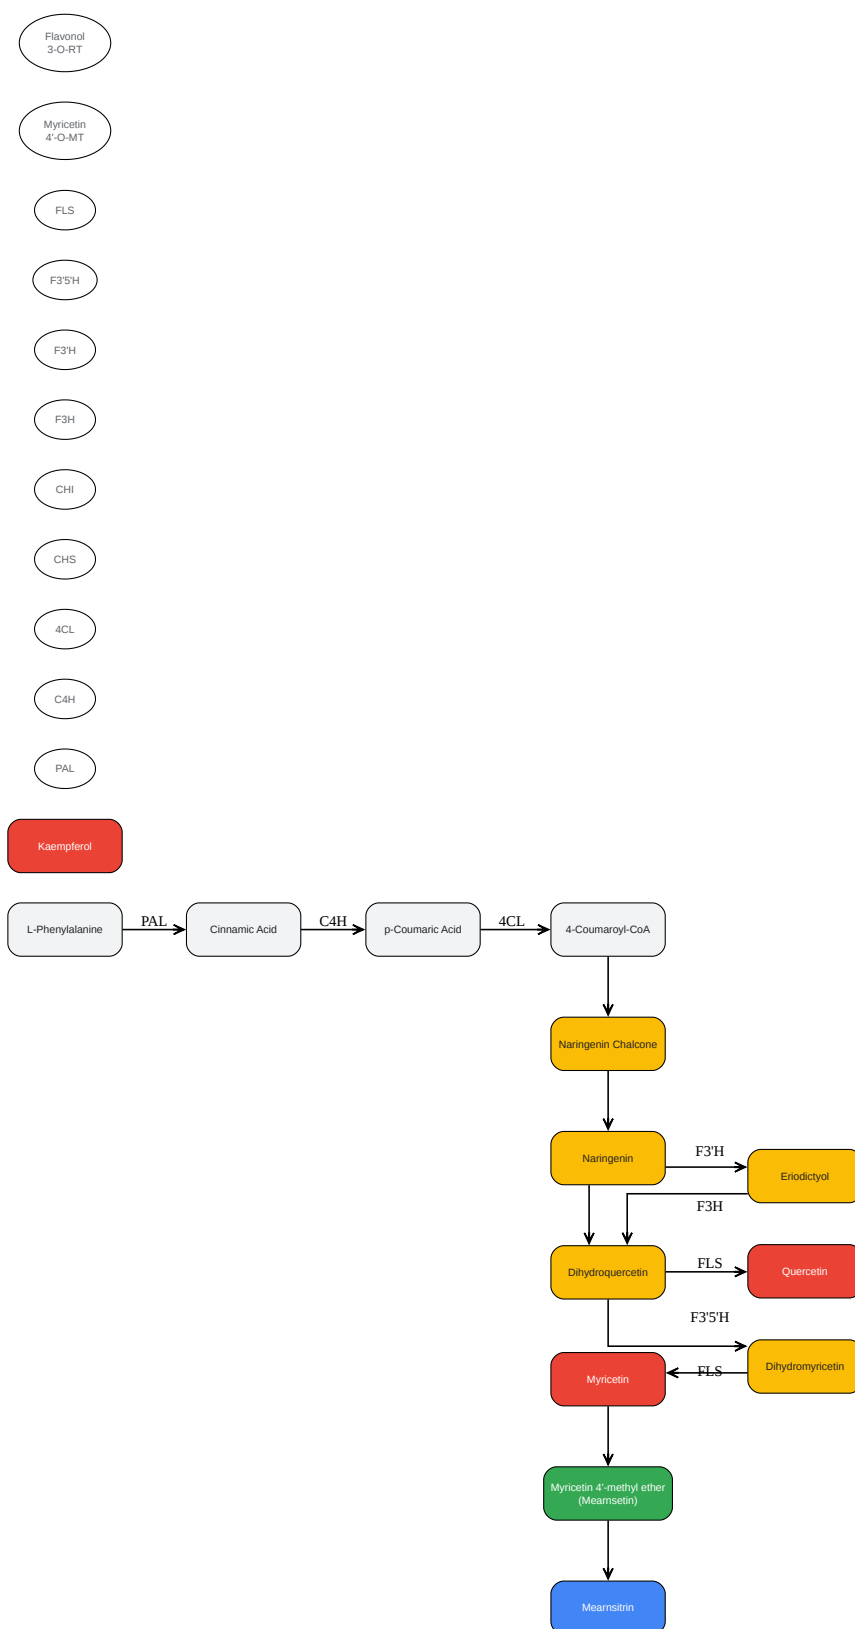 Flavonol
3-O-RT
Myricetin
4'-O-MT
FLS
F3'5'H
F3'H
F3H
CHI
CHS
4CL
C4H
PAL
Kaempferol
L-Phenylalanine
PAL
Cinnamic Acid
C4H
p-Coumaric Acid
4CL
4-Coumaroyl-CoA
Naringenin Chalcone
Naringenin
F3'H
Eriodictyol
F3H
Dihydroquercetin
FLS
Quercetin
F3'5'H
Dihydromyricetin
FLS
Myricetin
Myricetin 4'-methyl ether
(Mearnsetin)
Mearnsitrin